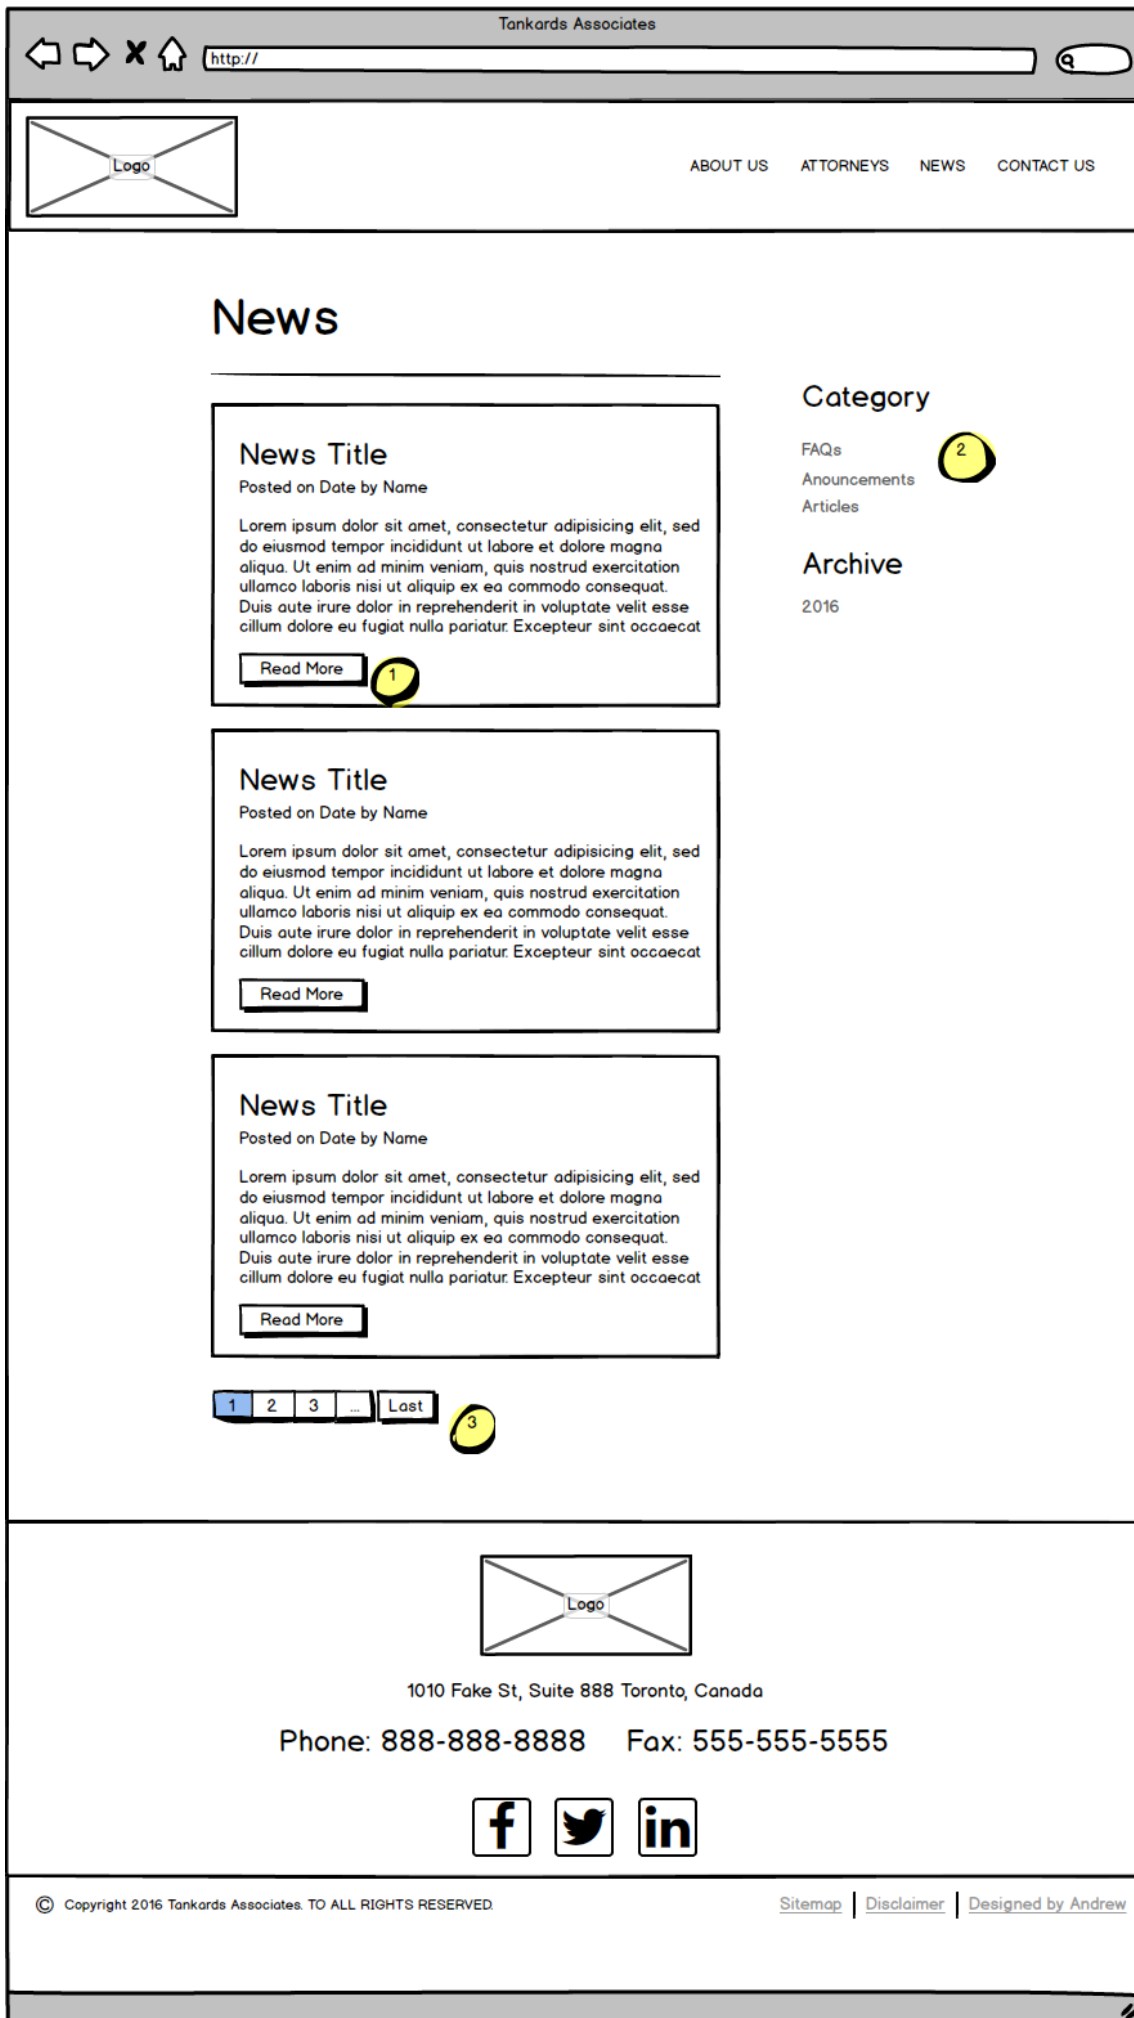 Tankards Associates
http://
Logo
ABOUT US ATTORNEYS NEWS CONTACT US
News
News Title
Posted on Date by Name
Lorem ipsum dolor sit amet, consectetur adipisicing elit, sed
do eiusmod tempor incididunt ut labore et dolore magna
aliqua. Ut enim ad minim veniam, quis nostrud exercitation
ullamco laboris nisi ut aliquip ex ea commodo consequat.
Duis aute irure dolor in reprehenderit in voluptate velit esse
cillum dolore eu fugiat nulla pariatur. Excepteur sint occaecat
Read More
1
News Title
Posted on Date by Name
Lorem ipsum dolor sit amet, consectetur adipisicing elit, sed
do eiusmod tempor incididunt ut labore et dolore magna
aliqua. Ut enim ad minim veniam, quis nostrud exercitation
ullamco laboris nisi ut aliquip ex ea commodo consequat.
Duis aute irure dolor in reprehenderit in voluptate velit esse
cillum dolore eu fugiat nulla pariatur. Excepteur sint occaecat
Read More
News Title
Posted on Date by Name
Lorem ipsum dolor sit amet, consectetur adipisicing elit, sed
do eiusmod tempor incididunt ut labore et dolore magna
aliqua. Ut enim ad minim veniam, quis nostrud exercitation
ullamco laboris nisi ut aliquip ex ea commodo consequat.
Duis aute irure dolor in reprehenderit in voluptate velit esse
cillum dolore eu fugiat nulla pariatur. Excepteur sint occaecat
Read More
1 2 3 ... Last
3
Category
FAQs
2
Anouncements
Articles
Archive
2016
Logo
1010 Fake St, Suite 888 Toronto, Canada
Phone: 888-888-8888 Fax: 555-555-5555
f in
© Copyright 2016 Tankards Associates. TO ALL RIGHTS RESERVED.
Sitemap | Disclaimer | Designed by Andrew